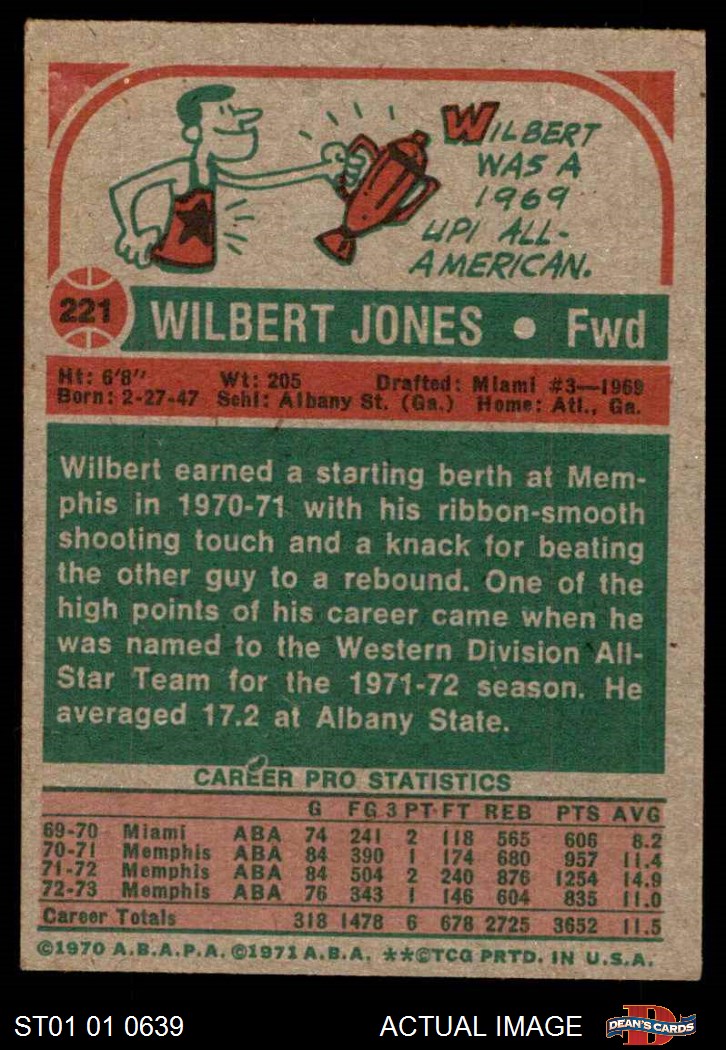 WILBERT
WAS A
1969
UPI ALL-
AMERICAN.
221
WILBERT JONES • Fwd
Ht: 6'8" Wt: 205 Drafted: Miami #3—1969
Born: 2-27-47 Schl: Albany St. (Ga.) Home: Atl., Ga.
Wilbert earned a starting berth at Mem-
phis in 1970-71 with his ribbon-smooth
shooting touch and a knack for beating
the other guy to a rebound. One of the
high points of his career came when he
was named to the Western Division All-
Star Team for the 1971-72 season. He
averaged 17.2 at Albany State.
CAREER PRO STATISTICS
G FG 3 PT FT REB PTS AVG
69-70 Miami ABA 74 241 2 118 565 606 8.2
70-71 Memphis ABA 84 390 1 174 680 957 11.4
71-72 Memphis ABA 84 504 2 240 876 1254 14.9
72-73 Memphis ABA 76 343 1 146 604 835 11.0
Career Totals 318 1478 6 678 2725 3652 11.5
©1970 A.B.A.P.A. ©1971 A.B.A. **©TCG PRTD. IN U.S.A.
ST01 01 0639 ACTUAL IMAGE
D
DEAN'S CARDS